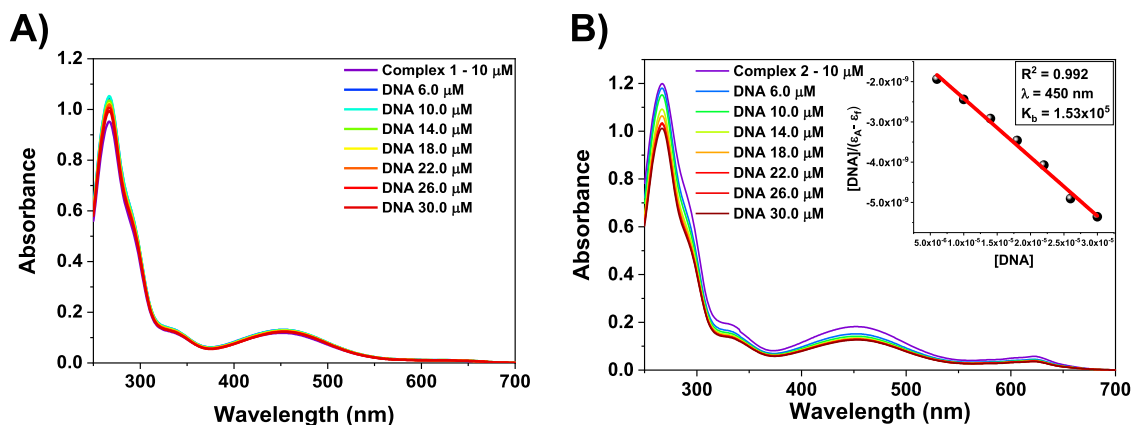 A)
Absorbance
1.2
1.0
0.8
0.6
0.4
0.2
0.0
Complex 1 - 10 μM
DNA 6.0 μM
DNA 10.0 μM
DNA 14.0 μM
DNA 18.0 μM
DNA 22.0 μM
DNA 26.0 μM
DNA 30.0 μM
300 400 500 600 700
Wavelength (nm)
B)
Absorbance
1.2
1.0
0.8
0.6
0.4
0.2
0.0
Complex 2 - 10 μM
DNA 6.0 μM
DNA 10.0 μM
DNA 14.0 μM
DNA 18.0 μM
DNA 22.0 μM
DNA 26.0 μM
DNA 30.0 μM
[DNA]/(εA- εf)
-2.0x10⁻⁹
-3.0x10⁻⁹
-4.0x10⁻⁹
-5.0x10⁻⁹
R² = 0.992
λ = 450 nm
Kb = 1.53x10⁵
5.0x10⁻⁶ 1.0x10⁻⁵ 1.5x10⁻⁵ 2.0x10⁻⁵ 2.5x10⁻⁵ 3.0x10⁻⁵
[DNA]
300 400 500 600 700
Wavelength (nm)